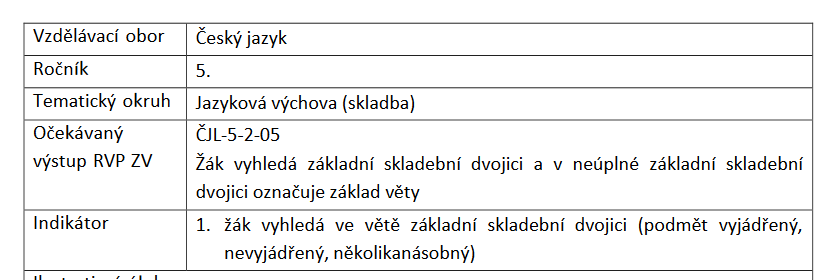 Vzdělávací obor Český jazyk
Ročník 5.
Tematický okruh Jazyková výchova (skladba)
Očekávaný ČJL-5-2-05
výstup RVP ZV Žák vyhledá základní skladební dvojici a v neúplné základní skladební
dvojici označuje základ věty
Indikátor 1. žák vyhledá ve větě základní skladební dvojici (podmět vyjádřený,
nevyjádřený, několikanásobný)